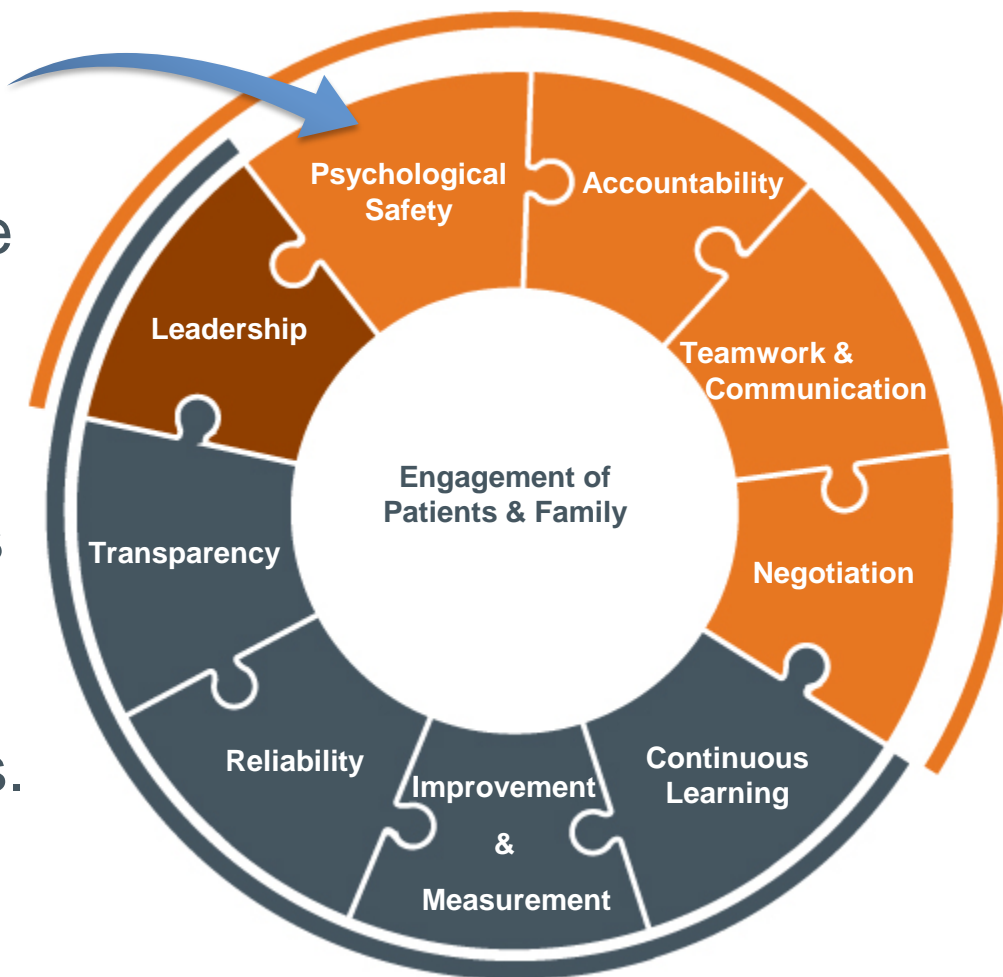 Psychological
Safety
Accountability
Leadership
Teamwork &
Communication
Engagement of
Patients & Family
Transparency
Negotiation
Reliability
Improvement
&
Measurement
Continuous
Learning